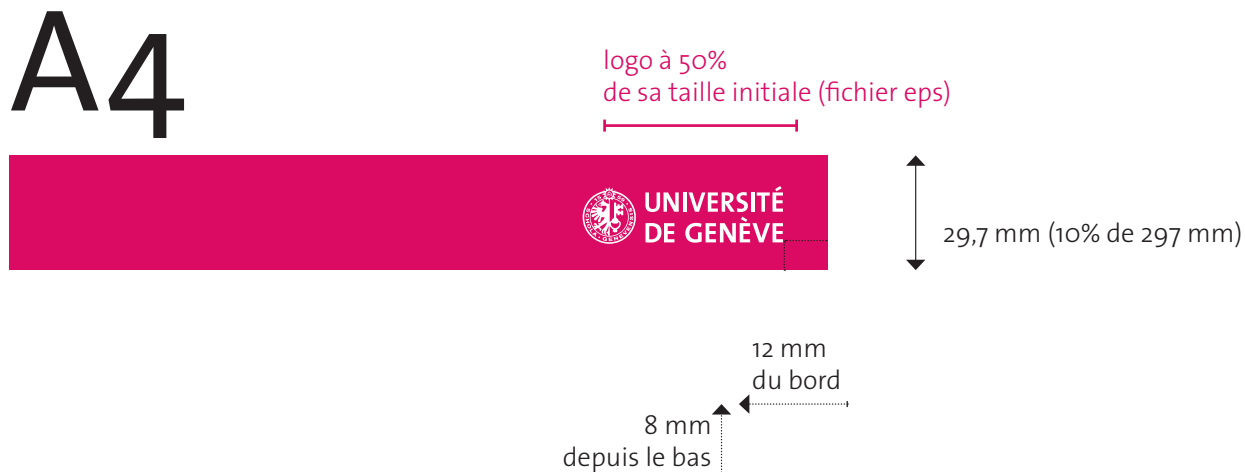 A4
logo à 50%
de sa taille initiale (fichier eps)
UNIVERSITÉ
DE GENÈVE
29,7 mm (10% de 297 mm)
12 mm
du bord
8 mm
depuis le bas